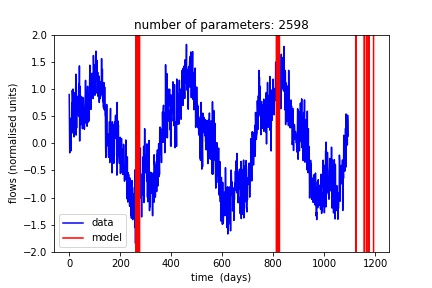 number of parameters: 2598
flows (normalised units)
2.0
1.5
1.0
0.5
0.0
−0.5
−1.0
−1.5
−2.0
data
model
0 200 400 600 800 1000 1200
time (days)